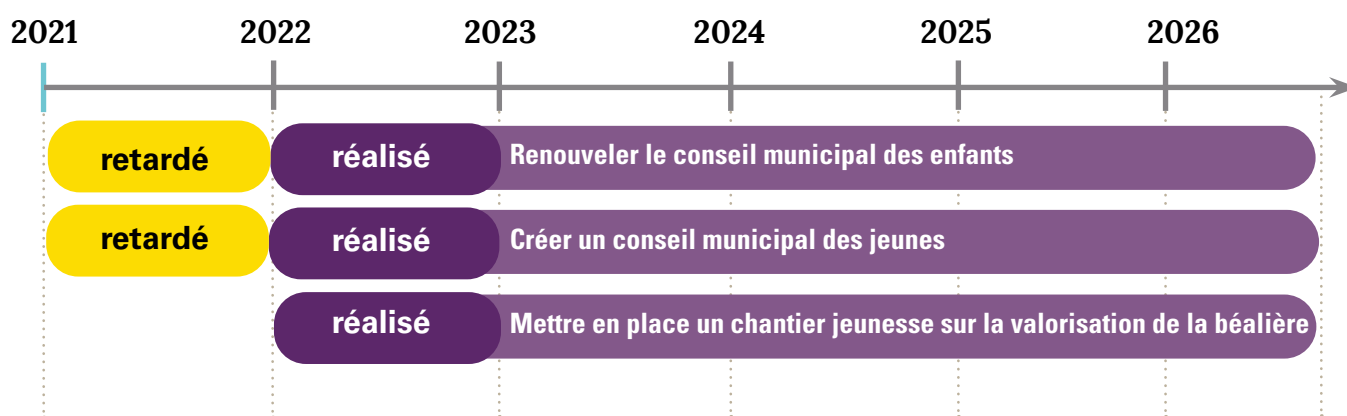 2021 2022 2023 2024 2025 2026
retardé réalisé Renouveler le conseil municipal des enfants
retardé réalisé Créer un conseil municipal des jeunes
réalisé Mettre en place un chantier jeunesse sur la valorisation de la béalière